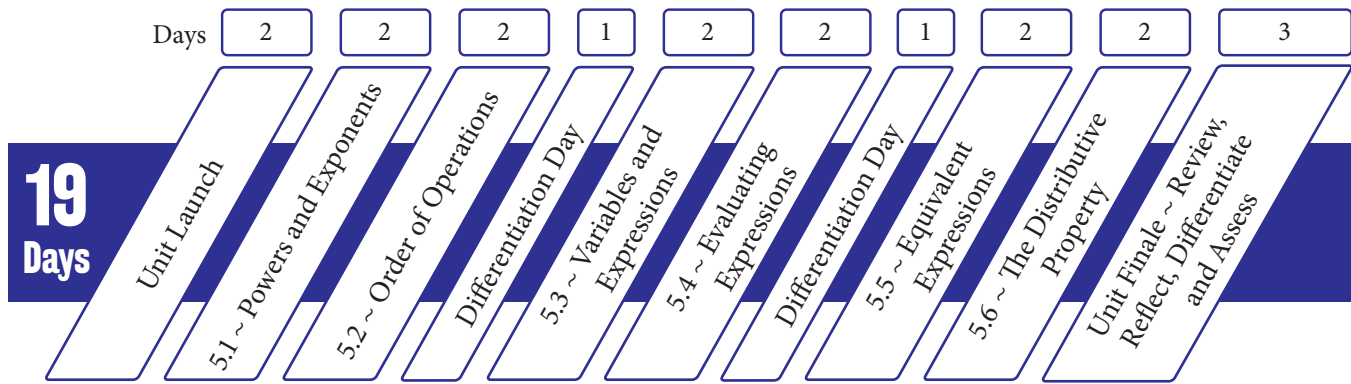 Days 2 2 2 1 2 2 1 2 2 3
19
Days
Unit Launch
5.1 ~ Powers and Exponents
5.2 ~ Order of Operations
Differentiation Day
5.3 ~ Variables and
Expressions
5.4 ~ Evaluating
Expressions
Differentiation Day
5.5 ~ Equivalent
Expressions
5.6 ~ The Distributive
Property
Unit Finale ~ Review,
Reflect, Differentiate
and Assess